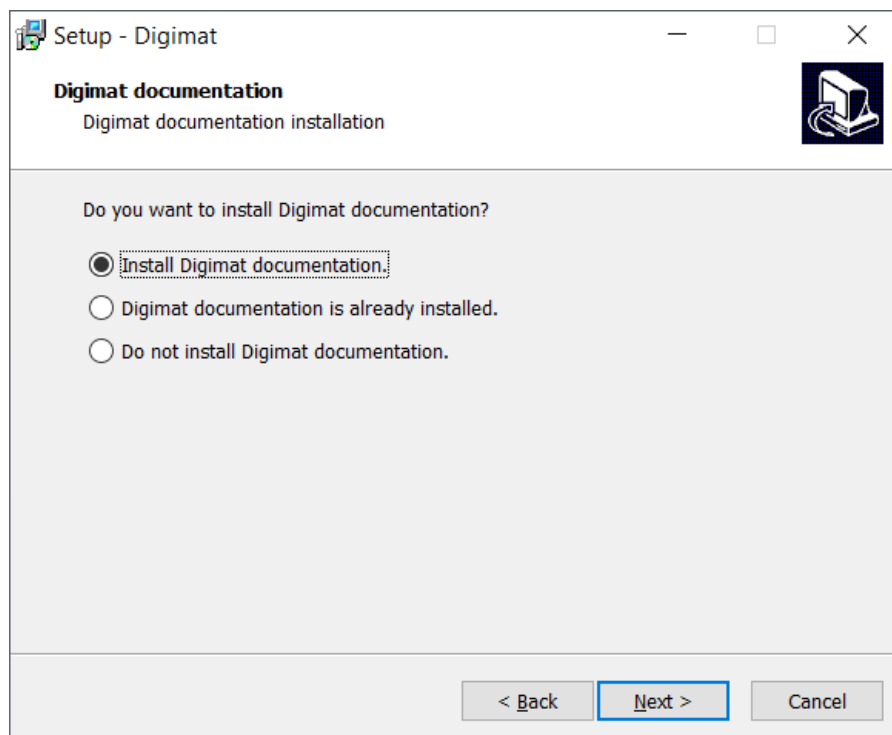 Setup - Digimat
Digimat documentation
Digimat documentation installation
Do you want to install Digimat documentation?
Install Digimat documentation.
Digimat documentation is already installed.
Do not install Digimat documentation.
< Back
Next >
Cancel